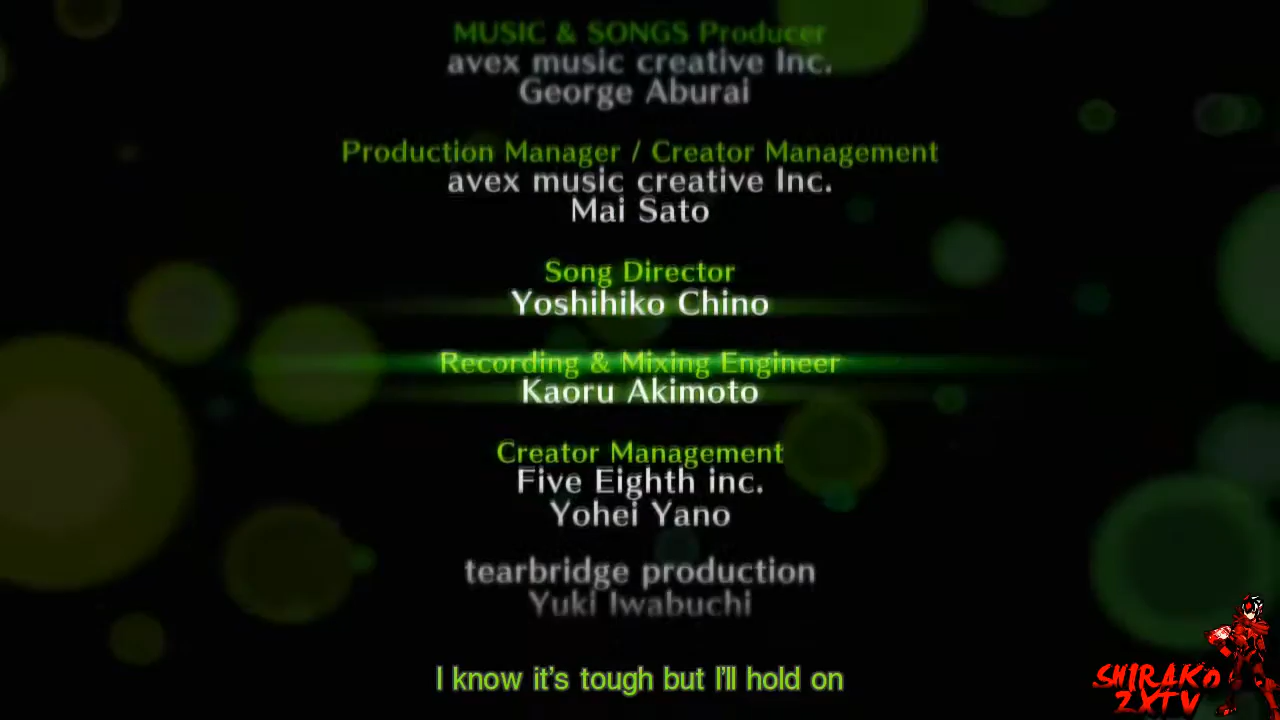 MUSIC & SONGS Producer
avex music creative Inc.
George Aburai
Production Manager / Creator Management
avex music creative Inc.
Mai Sato
Song Director
Yoshihiko Chino
Recording & Mixing Engineer
Kaoru Akimoto
Creator Management
Five Eighth inc.
Yohei Yano
tearbridge production
Yuki Iwabuchi
I know it's tough but I'll hold on
SHIRAKO
ZXTV